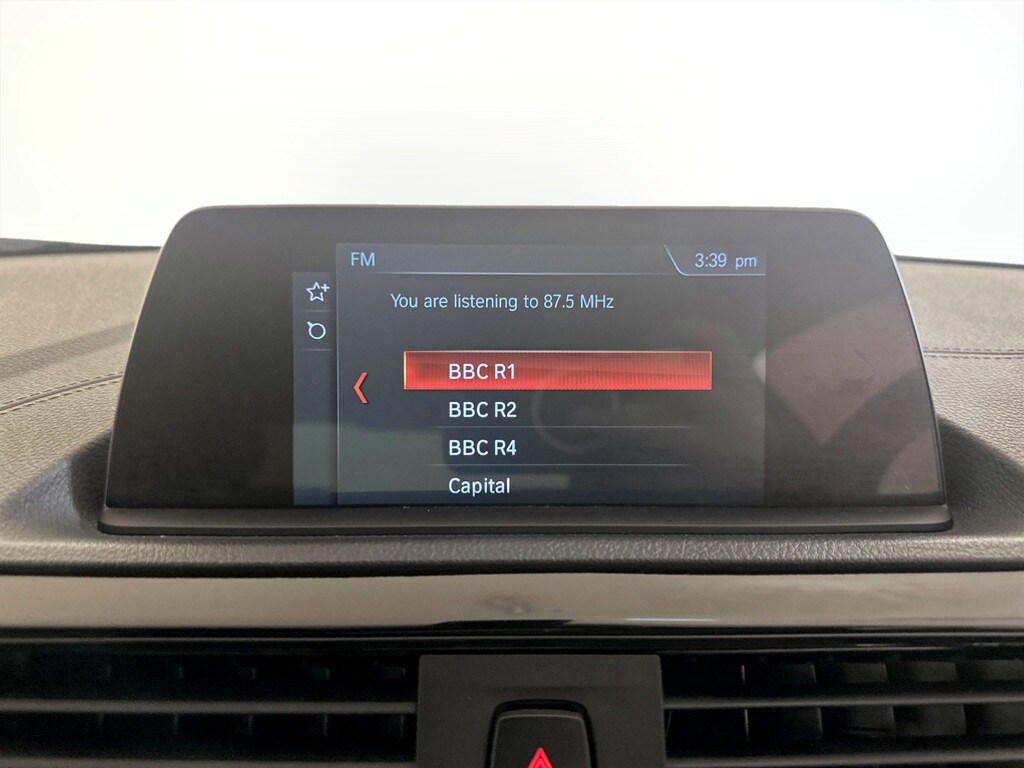 FM
3:39 pm
You are listening to 87.5 MHz
BBC R1
BBC R2
BBC R4
Capital